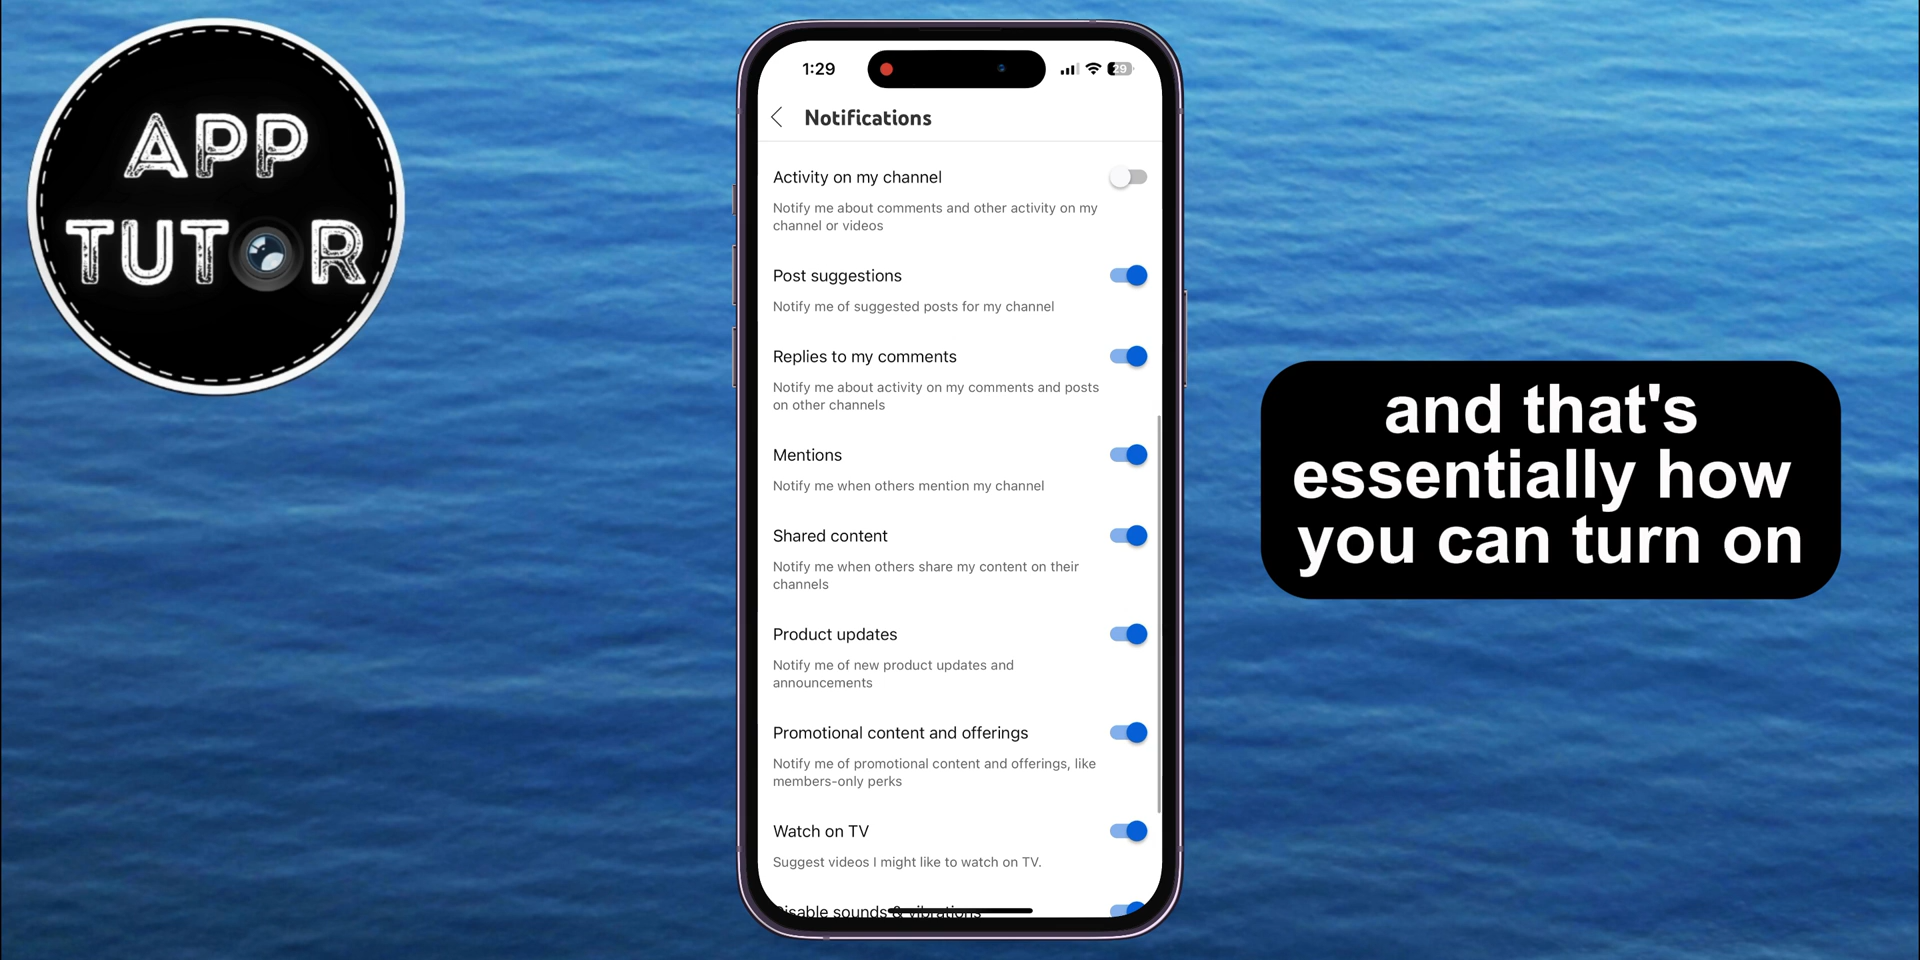 APP
TUTOR
1:29
29
Notifications
Activity on my channel
Notify me about comments and other activity on my
channel or videos
Post suggestions
Notify me of suggested posts for my channel
Replies to my comments
Notify me about activity on my comments and posts
on other channels
Mentions
Notify me when others mention my channel
Shared content
Notify me when others share my content on their
channels
Product updates
Notify me of new product updates and
announcements
Promotional content and offerings
Notify me of promotional content and offerings, like
members-only perks
Watch on TV
Suggest videos I might like to watch on TV.
Disable sounds & vibrations
and that's
essentially how
you can turn on